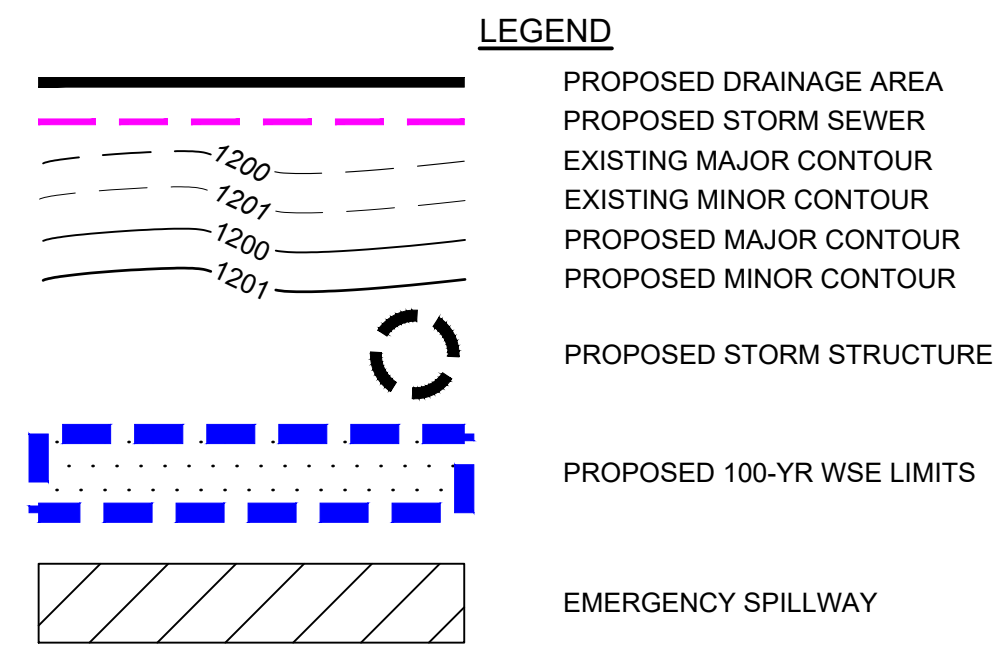 LEGEND
PROPOSED DRAINAGE AREA
PROPOSED STORM SEWER
1200 EXISTING MAJOR CONTOUR
1201 EXISTING MINOR CONTOUR
1200 PROPOSED MAJOR CONTOUR
1201 PROPOSED MINOR CONTOUR
PROPOSED STORM STRUCTURE
PROPOSED 100-YR WSE LIMITS
EMERGENCY SPILLWAY